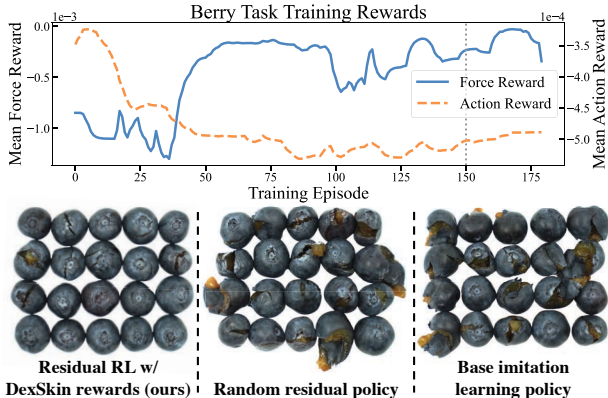 Berry Task Training Rewards
1e−3
1e−4
0.0
−0.5
−1.0
Mean Force Reward
−3.5
−4.0
−4.5
−5.0
Mean Action Reward
Force Reward
Action Reward
0 25 50 75 100 125 150 175
Training Episode
Residual RL w/
DexSkin rewards (ours)
Random residual policy
Base imitation
learning policy